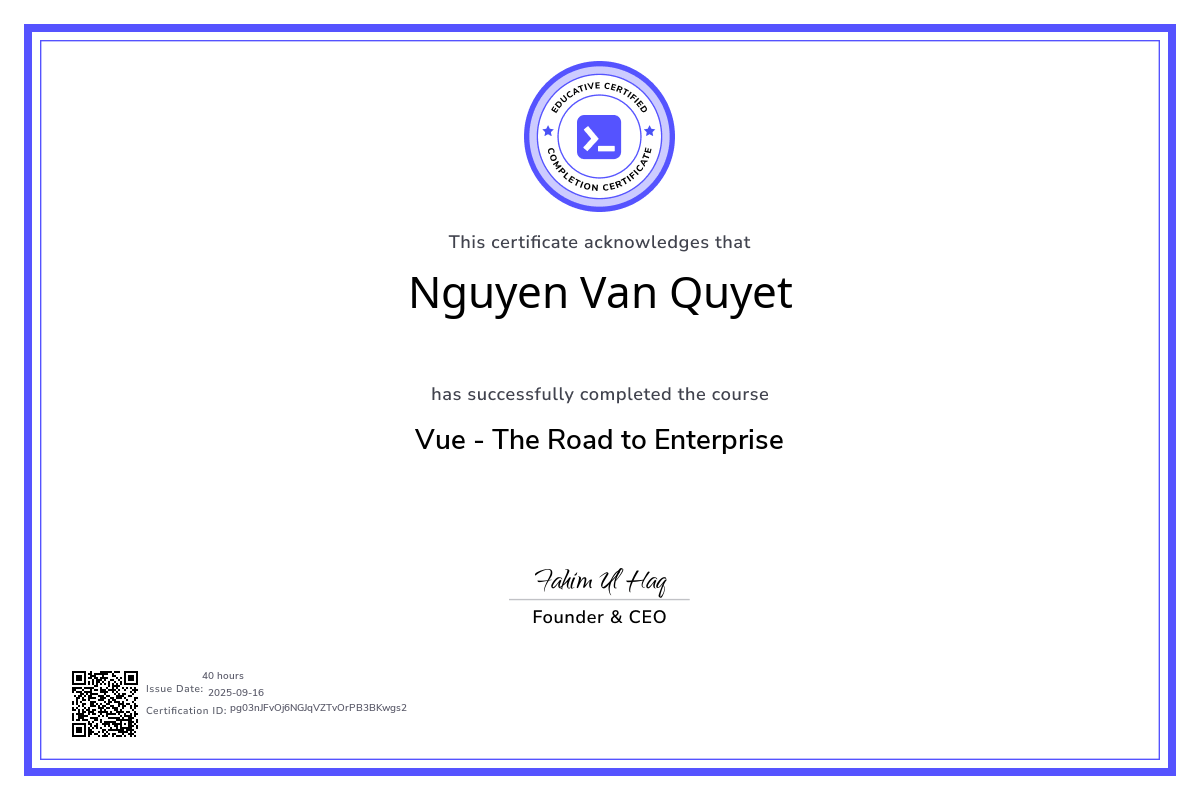 EDUCATIVE CERTIFIED
COMPLETION CERTIFICATE
This certificate acknowledges that
Nguyen Van Quyet
has successfully completed the course
Vue - The Road to Enterprise
Fahim Ul Haq
Founder & CEO
40 hours
Issue Date: 2025-09-16
Certification ID: pg03nJFvOj6NGJqVZTvOrPB3BKwgs2